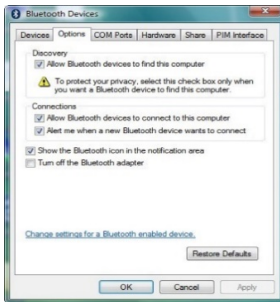 Bluetooth Devices
Devices Options COM Ports Hardware Share PIM Interface
Discovery
Allow Bluetooth devices to find this computer
To protect your privacy, select this check box only when
you want a Bluetooth device to find this computer.
Connections
Allow Bluetooth devices to connect to this computer
Alert me when a new Bluetooth device wants to connect
Show the Bluetooth icon in the notification area
Turn off the Bluetooth adapter
Change settings for a Bluetooth enabled device.
Restore Defaults
OK Cancel Apply